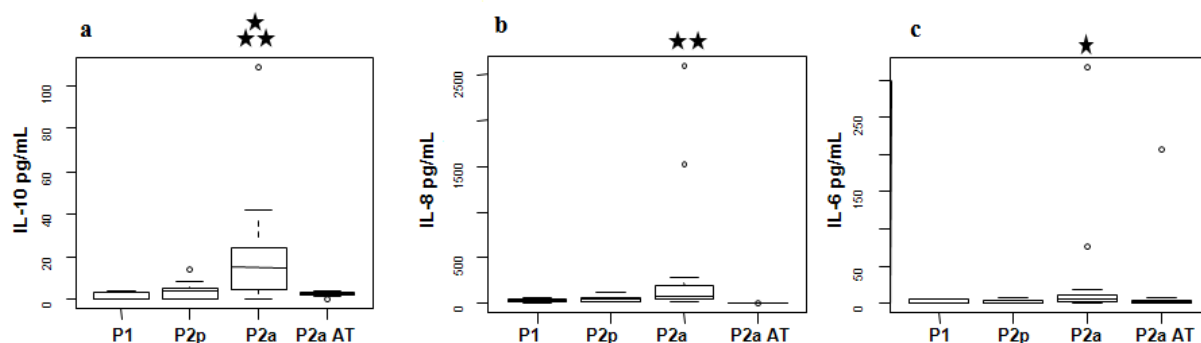 a
★
★★
IL-10 pg/mL
100
80
60
40
20
0
P1 P2p P2a P2a AT
b
★★
IL-8 pg/mL
2500
1500
500
0
P1 P2p P2a P2a AT
c
★
IL-6 pg/mL
250
150
50
0
P1 P2p P2a P2a AT